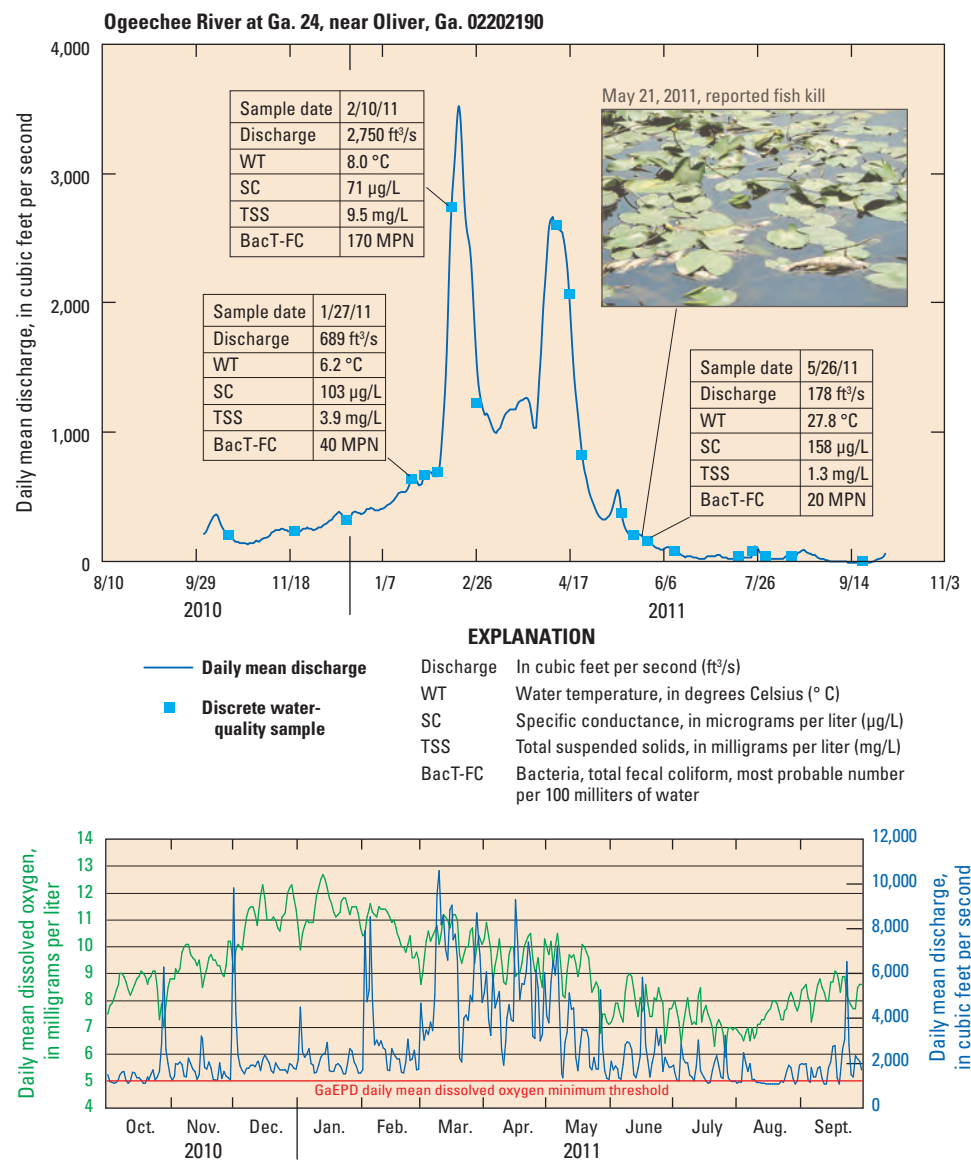 Ogeechee River at Ga. 24, near Oliver, Ga. 02202190
Daily mean discharge, in cubic feet per second
4,000
3,000
2,000
1,000
0
Sample date 2/10/11
Discharge 2,750 ft³/s
WT 8.0 °C
SC 71 µg/L
TSS 9.5 mg/L
BacT-FC 170 MPN
May 21, 2011, reported fish kill
Sample date 1/27/11
Discharge 689 ft³/s
WT 6.2 °C
SC 103 µg/L
TSS 3.9 mg/L
BacT-FC 40 MPN
Sample date 5/26/11
Discharge 178 ft³/s
WT 27.8 °C
SC 158 µg/L
TSS 1.3 mg/L
BacT-FC 20 MPN
8/10 9/29 11/18 1/7 2/26 4/17 6/6 7/26 9/14 11/3
2010 2011
EXPLANATION
Daily mean discharge
Discrete water-
quality sample
Discharge In cubic feet per second (ft³/s)
WT Water temperature, in degrees Celsius (° C)
SC Specific conductance, in micrograms per liter (µg/L)
TSS Total suspended solids, in milligrams per liter (mg/L)
BacT-FC Bacteria, total fecal coliform, most probable number
per 100 milliters of water
Daily mean dissolved oxygen,
in milligrams per liter
14
13
12
11
10
9
8
7
6
5
4
GaEPD daily mean dissolved oxygen minimum threshold
12,000
10,000
8,000
6,000
4,000
2,000
0
Daily mean discharge,
in cubic feet per second
Oct. Nov. Dec. Jan. Feb. Mar. Apr. May June July Aug. Sept.
2010 2011